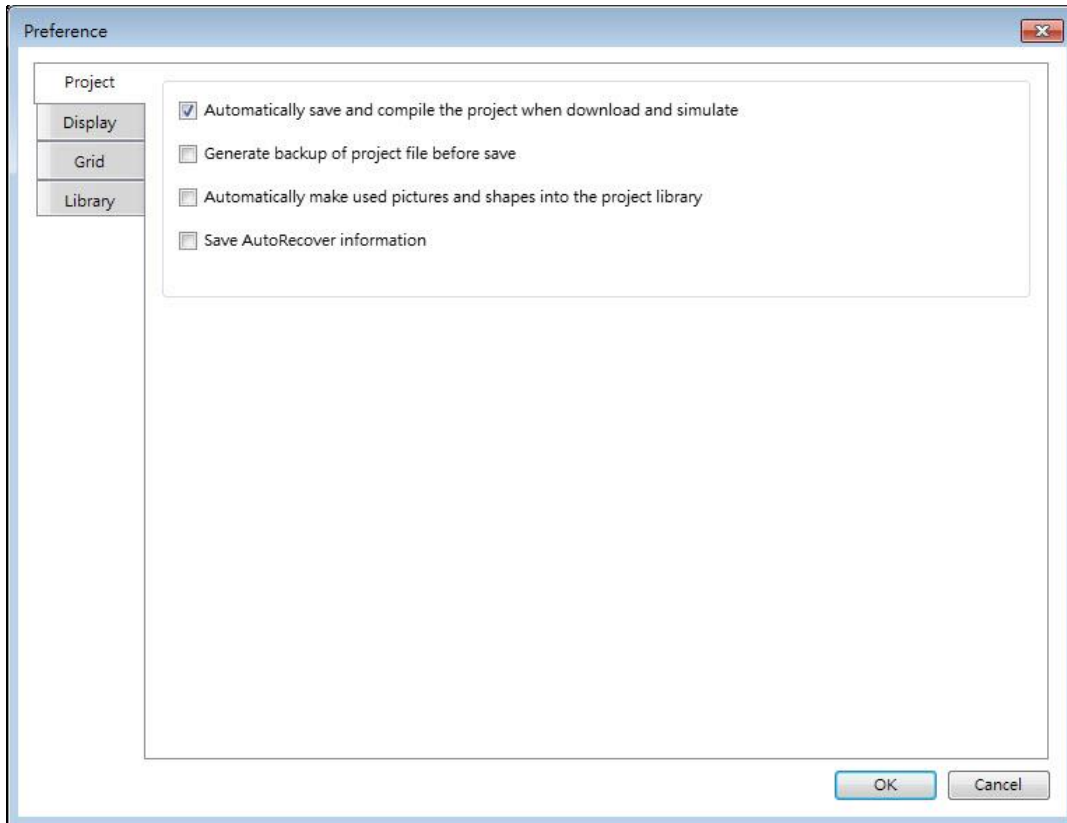 Preference
Project
Display
Grid
Library
Automatically save and compile the project when download and simulate
Generate backup of project file before save
Automatically make used pictures and shapes into the project library
Save AutoRecover information
OK
Cancel